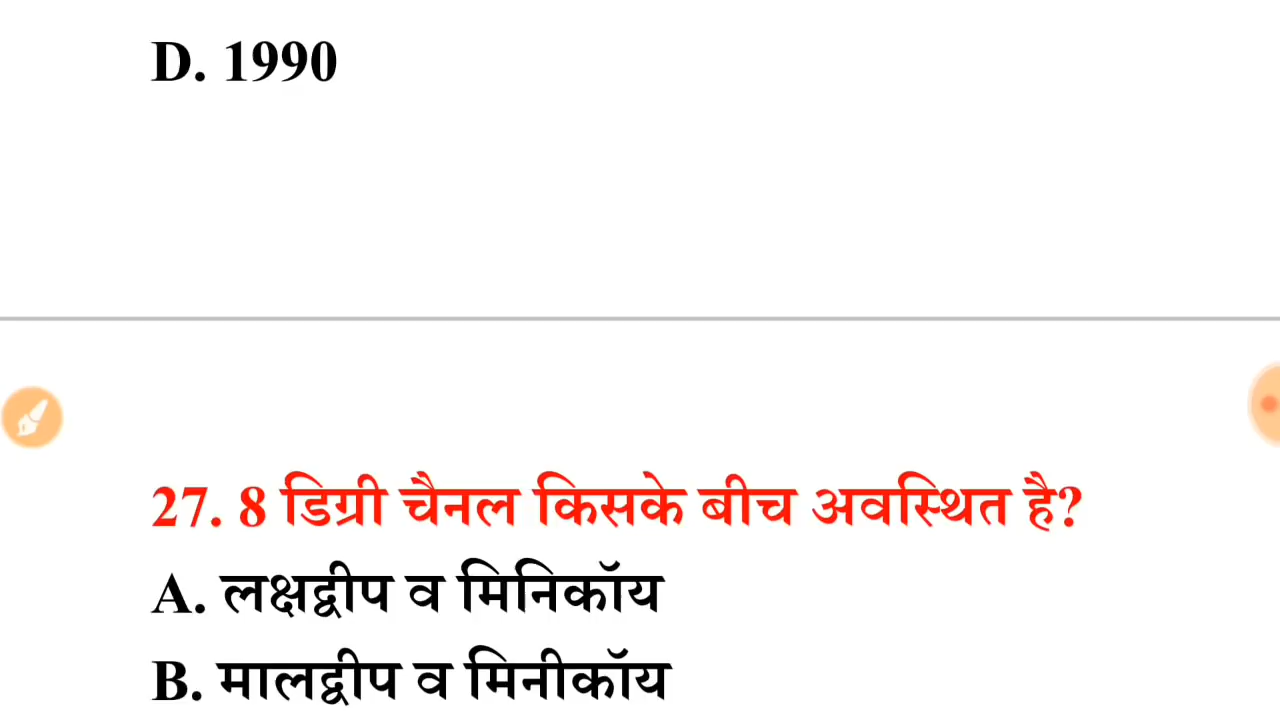 D. 1990
27. 8 डिग्री चैनल किसके बीच अवस्थित है?
A. लक्षद्वीप व मिनिकॉय
B. मालद्वीप व मिनीकॉय